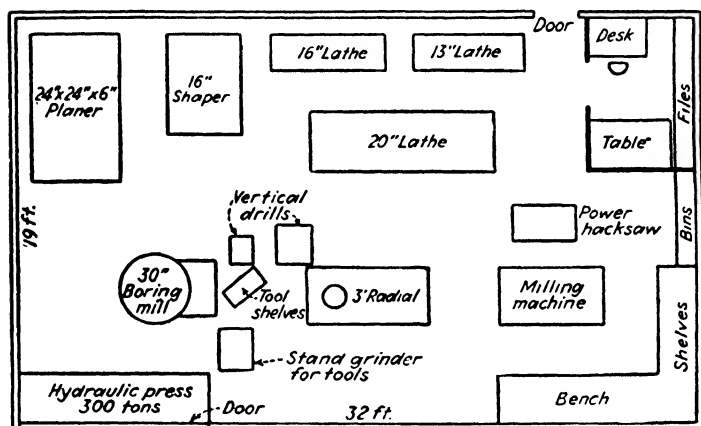 Door
Desk
16" Lathe
13" Lathe
24"x24"x6"
Planer
16"
Shaper
Files
20" Lathe
Table
Vertical
drills
19 ft.
Power
hacksaw
Bins
30"
Boring
mill
Tool
shelves
3' Radial
Milling
machine
Shelves
Stand grinder
for tools
Hydraulic press
300 tons
Door
32 ft.
Bench